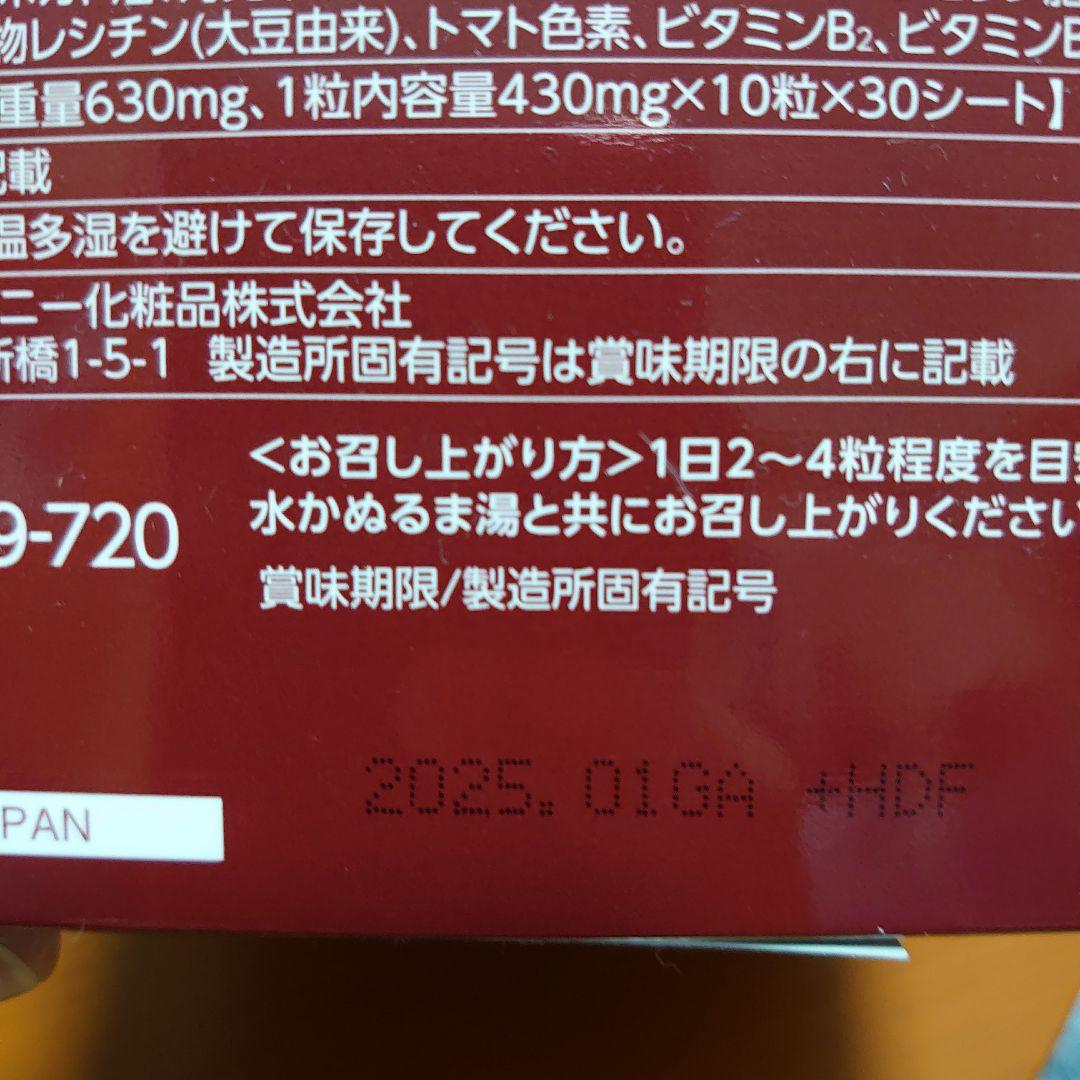 物レシチン(大豆由来)、トマト色素、ビタミンB2、ビタミンB
重量630mg、1粒内容量430mg×10粒×30シート】
記載
温多湿を避けて保存してください。
ニー化粧品株式会社
新橋1-5-1 製造所固有記号は賞味期限の右に記載
<お召し上がり方>1日2〜4粒程度を目安
水かぬるま湯と共にお召し上がりください
9-720
賞味期限/製造所固有記号
2025.01GA +HDF
PAN